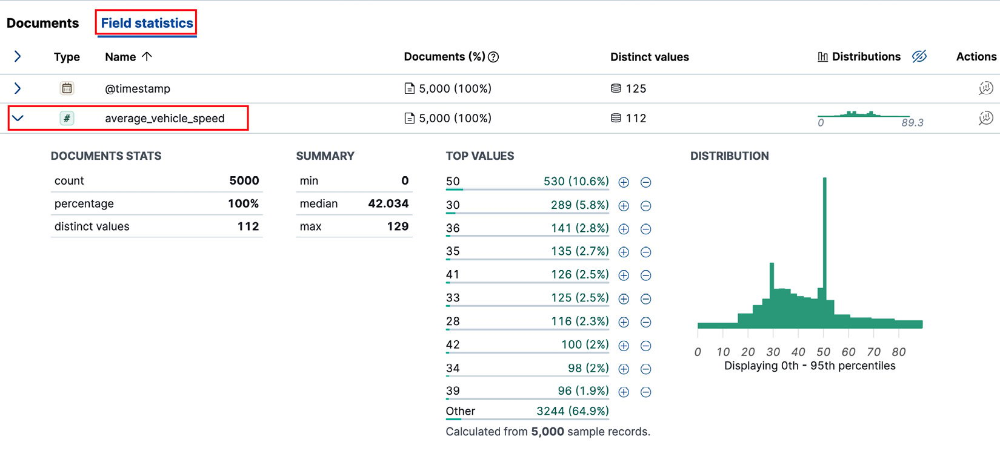 Documents Field statistics
Type Name ↑ Documents (%) Distinct values Distributions Actions
@timestamp 5,000 (100%) 125
# average_vehicle_speed 5,000 (100%) 112
0 89.3
DOCUMENTS STATS
count 5000
percentage 100%
distinct values 112
SUMMARY
min 0
median 42.034
max 129
TOP VALUES
50 530 (10.6%)
30 289 (5.8%)
36 141 (2.8%)
35 135 (2.7%)
41 126 (2.5%)
33 125 (2.5%)
28 116 (2.3%)
42 100 (2%)
34 98 (2%)
39 96 (1.9%)
Other 3244 (64.9%)
Calculated from 5,000 sample records.
DISTRIBUTION
0 10 20 30 40 50 60 70 80
Displaying 0th - 95th percentiles